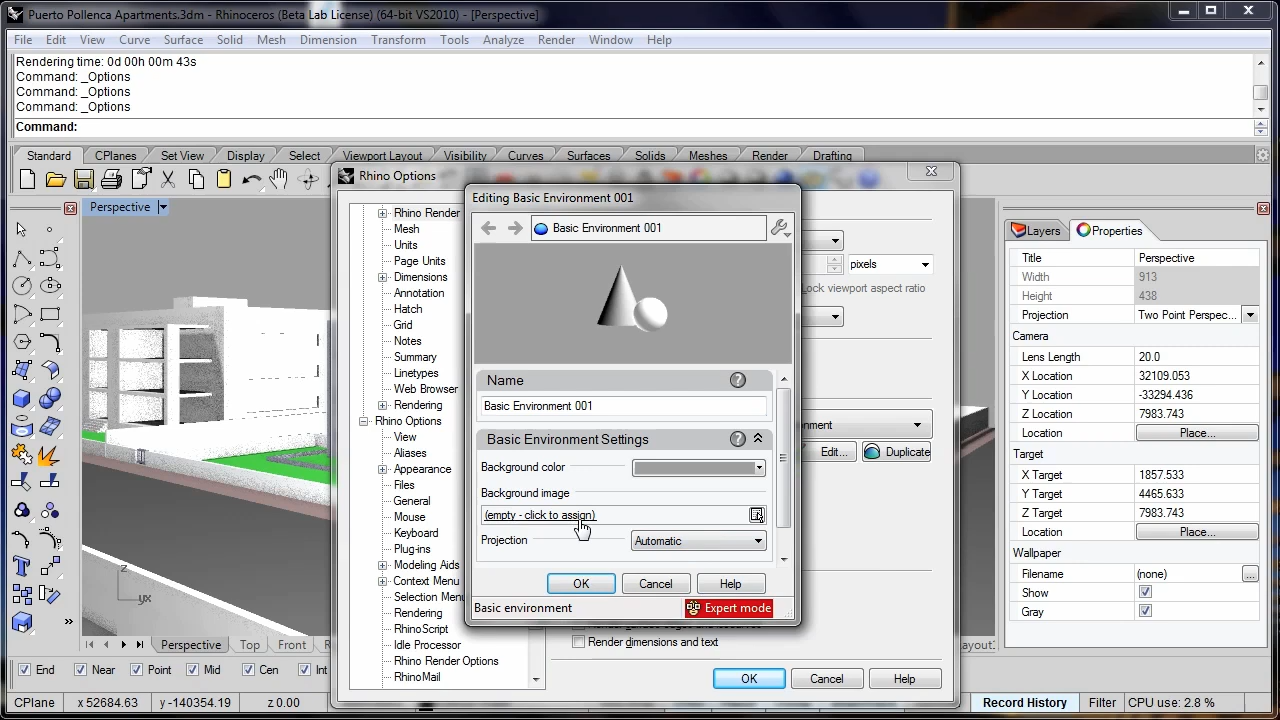 Puerto Pollenca Apartments.3dm - Rhinoceros (Beta Lab License) (64-bit VS2010) - [Perspective]
File Edit View Curve Surface Solid Mesh Dimension Transform Tools Analyze Render Window Help
Rendering time: 0d 00h 00m 43s
Command: _Options
Command: _Options
Command: _Options
Command:
Standard CPlanes Set View Display Select Viewport Layout Visibility Curves Surfaces Solids Meshes Render Drafting
Perspective
Rhino Options
Rhino Render
Mesh
Units
Page Units
Dimensions
Annotation
Hatch
Grid
Notes
Summary
Linetypes
Web Browser
Rendering
Rhino Options
View
Aliases
Appearance
Files
General
Mouse
Keyboard
Plug-ins
Modeling Aids
Context Menu
Selection Menu
Rendering
RhinoScript
Idle Processor
Rhino Render Options
RhinoMail
Editing Basic Environment 001
Basic Environment 001
Name
Basic Environment 001
Basic Environment Settings
Background color
Background image
(empty - click to assign)
Projection Automatic
OK Cancel Help
Basic environment Expert mode
pixels
Lock viewport aspect ratio
nment
Edit... Duplicate
Render dimensions and text
OK Cancel Help
Layers Properties
Title Perspective
Width 913
Height 438
Projection Two Point Perspec...
Camera
Lens Length 20.0
X Location 32109.053
Y Location -33294.436
Z Location 7983.743
Location Place...
Target
X Target 1857.533
Y Target 4465.633
Z Target 7983.743
Location Place...
Wallpaper
Filename (none) ...
Show
Gray
z
yx
Perspective Top Front R
ayout:
End Near Point Mid Cen Int
CPlane x 52684.63 y -140354.19 z 0.00 Record History Filter CPU use: 2.8 %